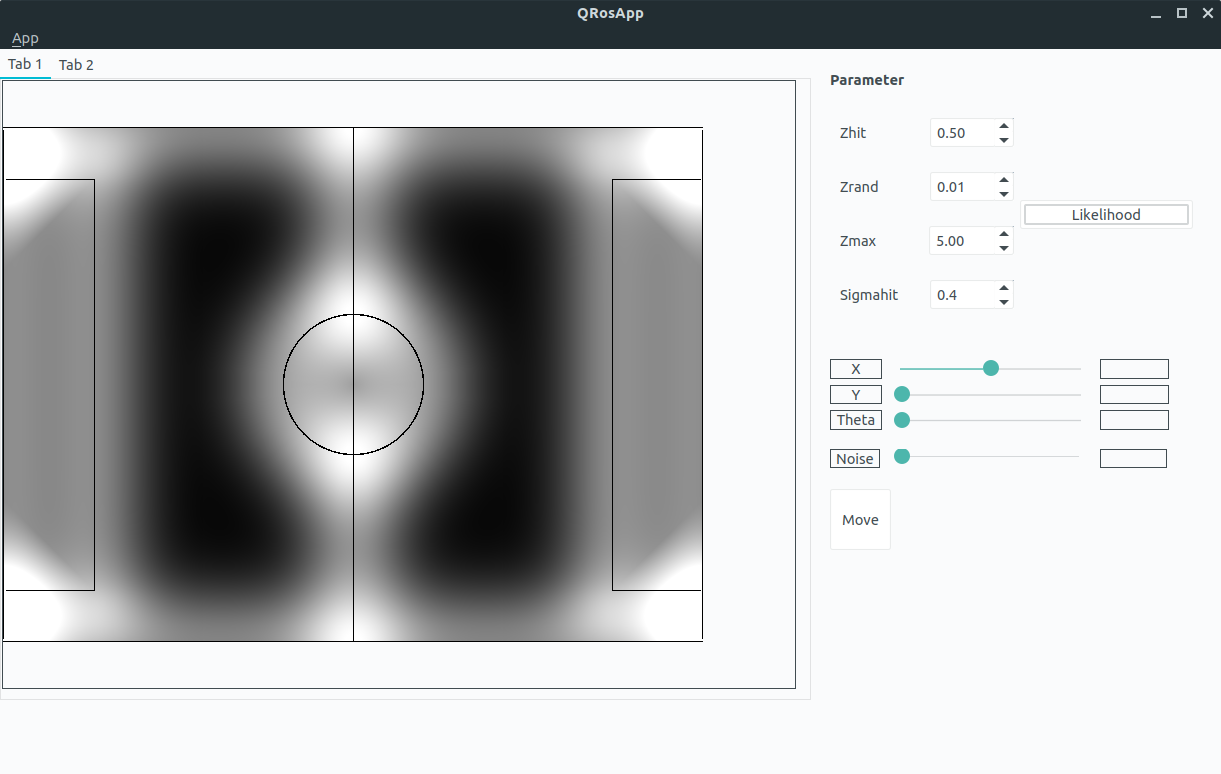 QRosApp
App
Tab 1 Tab 2
Parameter
Zhit 0.50
Zrand 0.01
Likelihood
Zmax 5.00
Sigmahit 0.4
X
Y
Theta
Noise
Move